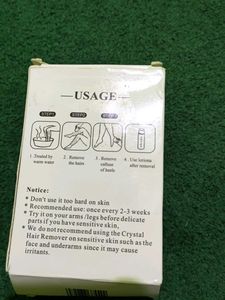 —USAGE—
STEP1 STEP2 STEP3
1 .Treated by
warm water
2 . Remove
the hairs
3 . Remove
callus
of heels
4 . Use lotions
after removal
Notice:
• Don't use it too hard on skin
• Recommended use: once every 2-3 weeks
• Try it on your arms /legs before delicate
parts if you have sensitive skin,
• We do not recommend using the Crystal
Hair Remover on sensitive skin such as the
face and underarms since it may cause
irritants.